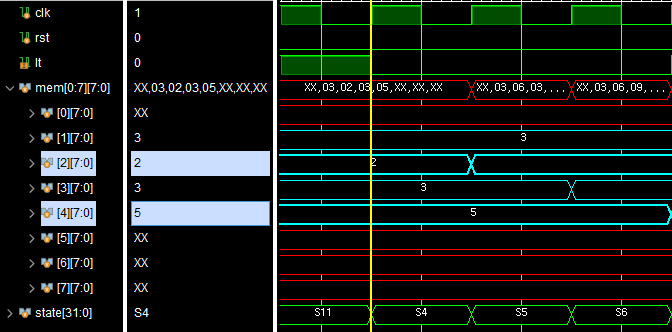 clk 1
rst 0
lt 0
mem[0:7][7:0] XX,03,02,03,05,XX,XX,XX XX,03,02,03,05,XX,XX,XX XX,03,06,03,... XX,03,06,09,...
[0][7:0] XX
[1][7:0] 3 3
[2][7:0] 2 2
[3][7:0] 3 3
[4][7:0] 5 5
[5][7:0] XX
[6][7:0] XX
[7][7:0] XX
state[31:0] S4 S11 S4 S5 S6